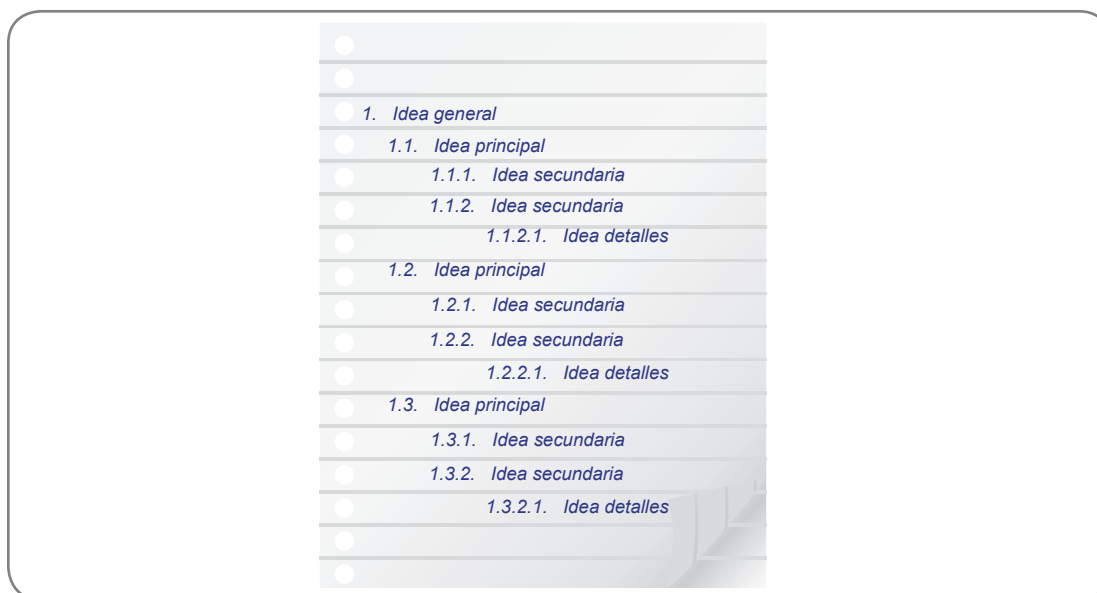 1. Idea general
1.1. Idea principal
1.1.1. Idea secundaria
1.1.2. Idea secundaria
1.1.2.1. Idea detalles
1.2. Idea principal
1.2.1. Idea secundaria
1.2.2. Idea secundaria
1.2.2.1. Idea detalles
1.3. Idea principal
1.3.1. Idea secundaria
1.3.2. Idea secundaria
1.3.2.1. Idea detalles